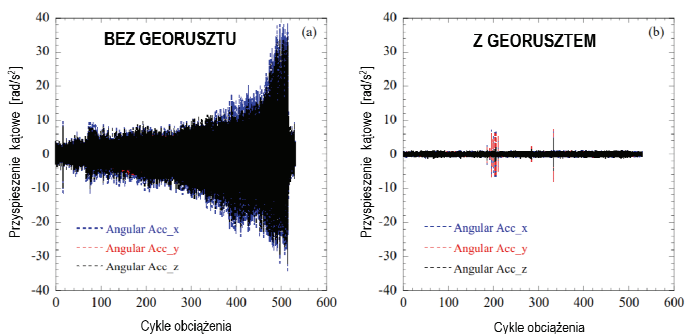 BEZ GEORUSZTU
(a)
Przyspieszenie kątowe [rad/s²]
40
30
20
10
0
-10
-20
-30
-40
Angular Acc_x
Angular Acc_y
Angular Acc_z
0 100 200 300 400 500 600
Cykle obciążenia
Z GEORUSZTEM
(b)
Przyspieszenie kątowe [rad/s²]
40
30
20
10
0
-10
-20
-30
-40
Angular Acc_x
Angular Acc_y
Angular Acc_z
0 100 200 300 400 500 600
Cykle obciążenia